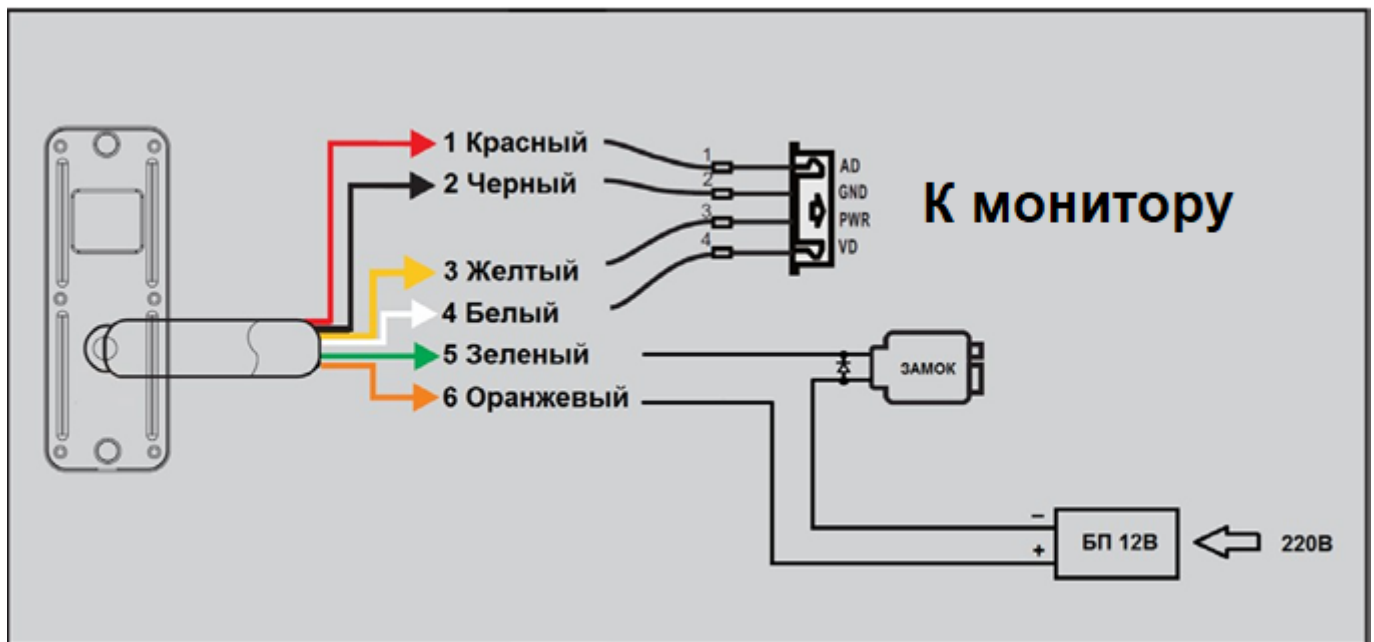 1 Красный
2 Черный
3 Желтый
4 Белый
5 Зеленый
6 Оранжевый
1
2
3
4
AD
GND
PWR
VD
К монитору
ЗАМОК
–
+
БП 12В
220В